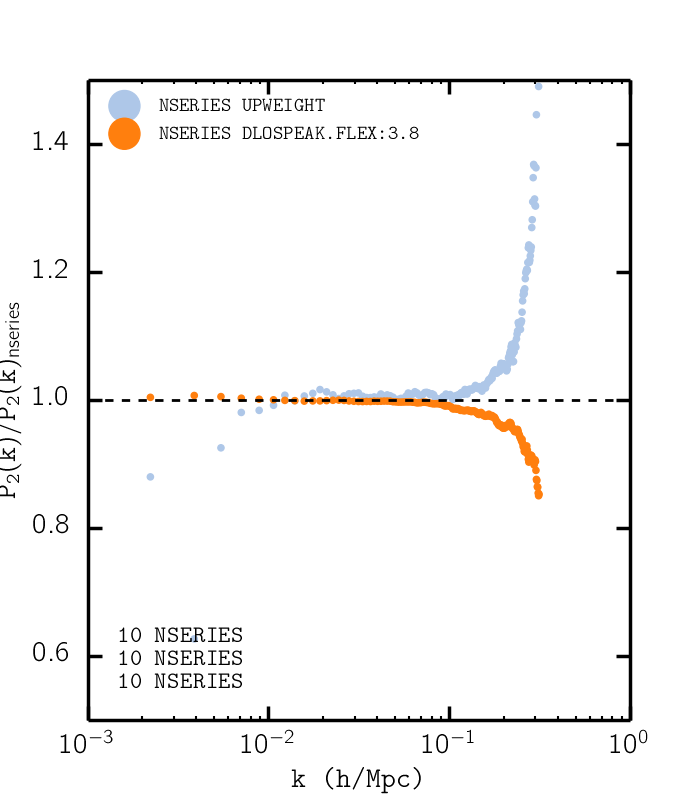 NSERIES UPWEIGHT
NSERIES DLOSPEAK.FLEX:3.8
1.4
1.2
1.0
0.8
0.6
P₂(k)/P₂(k)nseries
10 NSERIES
10 NSERIES
10 NSERIES
10⁻³ 10⁻² 10⁻¹ 10⁰
k (h/Mpc)